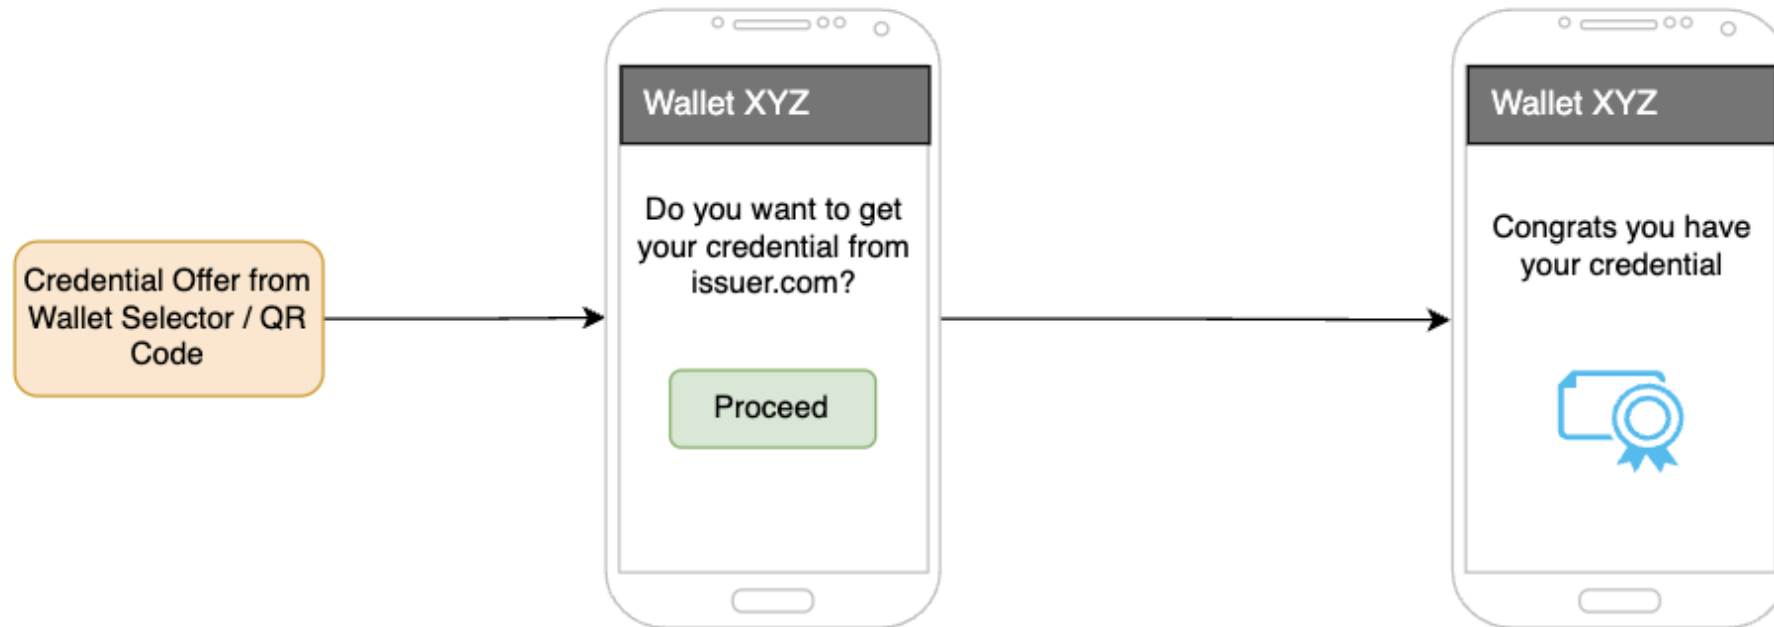 Credential Offer from
Wallet Selector / QR
Code
Wallet XYZ
Do you want to get
your credential from
issuer.com?
Proceed
Wallet XYZ
Congrats you have
your credential